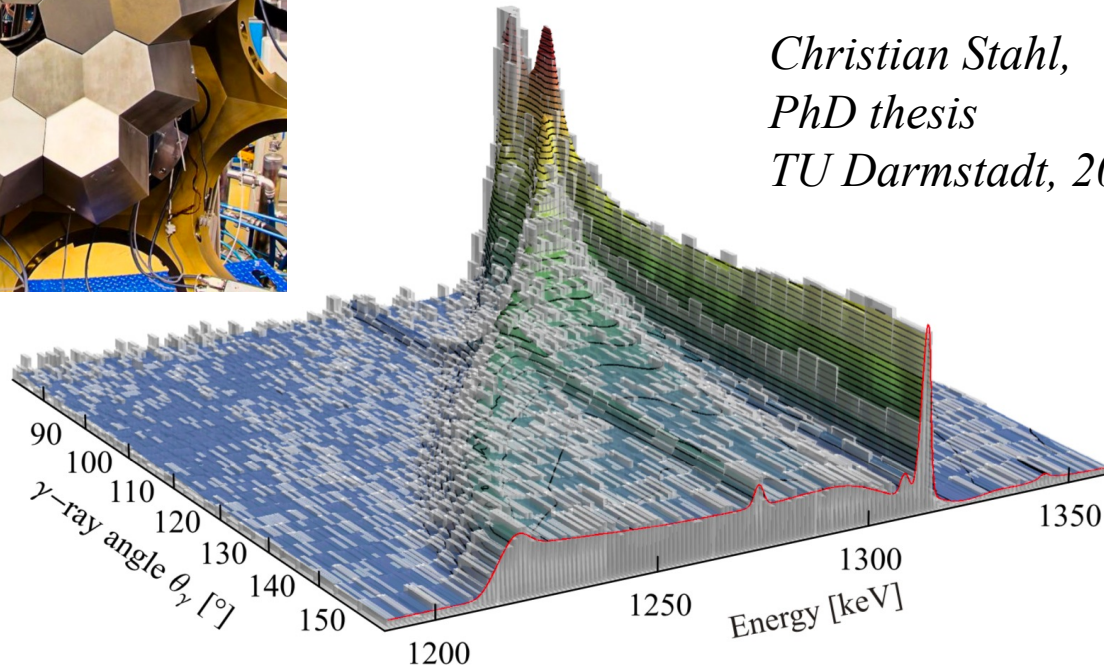 Christian Stahl,
PhD thesis
TU Darmstadt,
90
100
110
120
130
140
150
γ−ray angle θγ [°]
1200
1250
1300
1350
Energy [keV]